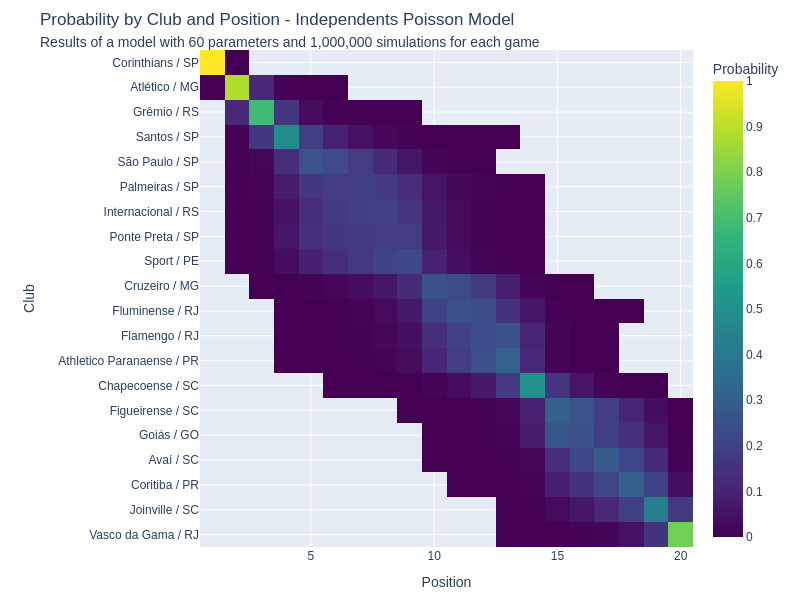 Probability by Club and Position - Independents Poisson Model
Results of a model with 60 parameters and 1,000,000 simulations for each game
Probability
Corinthians / SP
Atlético / MG
Grêmio / RS
Santos / SP
São Paulo / SP
Palmeiras / SP
Internacional / RS
Ponte Preta / SP
Sport / PE
Cruzeiro / MG
Fluminense / RJ
Flamengo / RJ
Athletico Paranaense / PR
Chapecoense / SC
Figueirense / SC
Goiás / GO
Avaí / SC
Coritiba / PR
Joinville / SC
Vasco da Gama / RJ
Club
5 10 15 20
Position
1
0.9
0.8
0.7
0.6
0.5
0.4
0.3
0.2
0.1
0